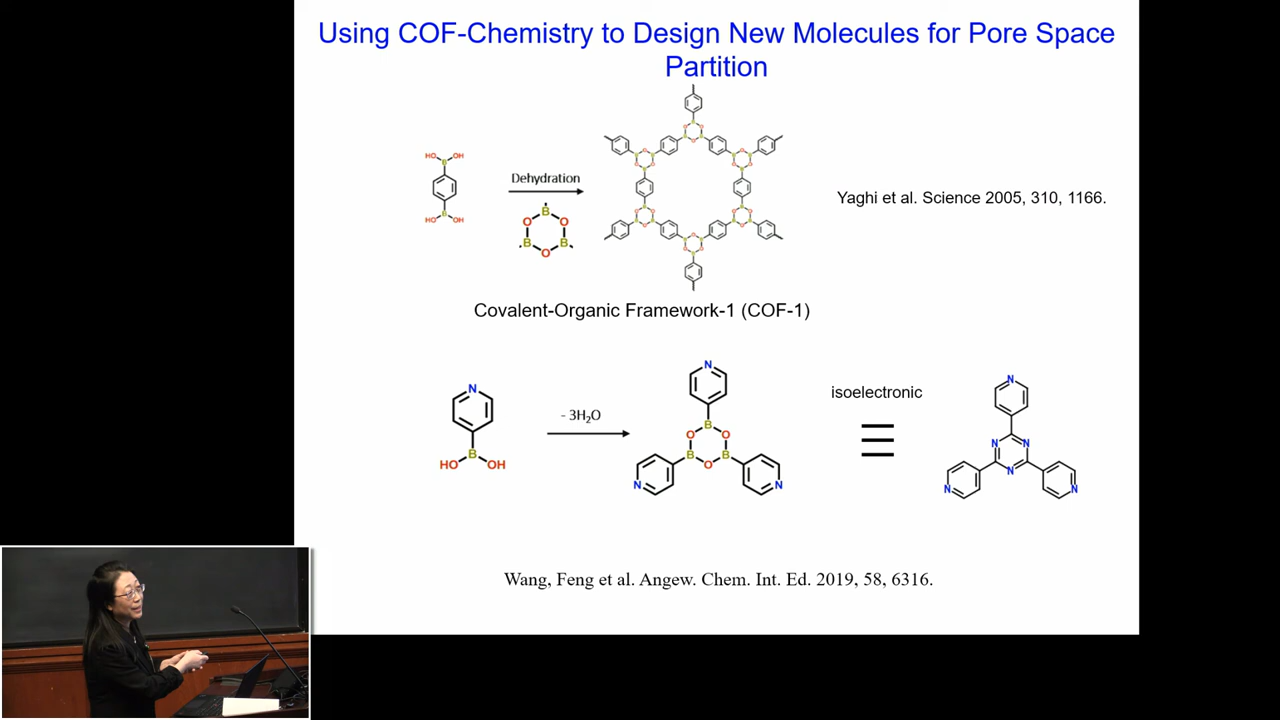 Using COF-Chemistry to Design New Molecules for Pore Space
Partition
HO OH
B
B
HO OH
Dehydration
B
O O
B B
O
Yaghi et al. Science 2005, 310, 1166.
Covalent-Organic Framework-1 (COF-1)
N
B
HO OH
- 3H₂O
N
B
O O
B B
O
N N
isoelectronic
N
N N
N
N N
Wang, Feng et al. Angew. Chem. Int. Ed. 2019, 58, 6316.